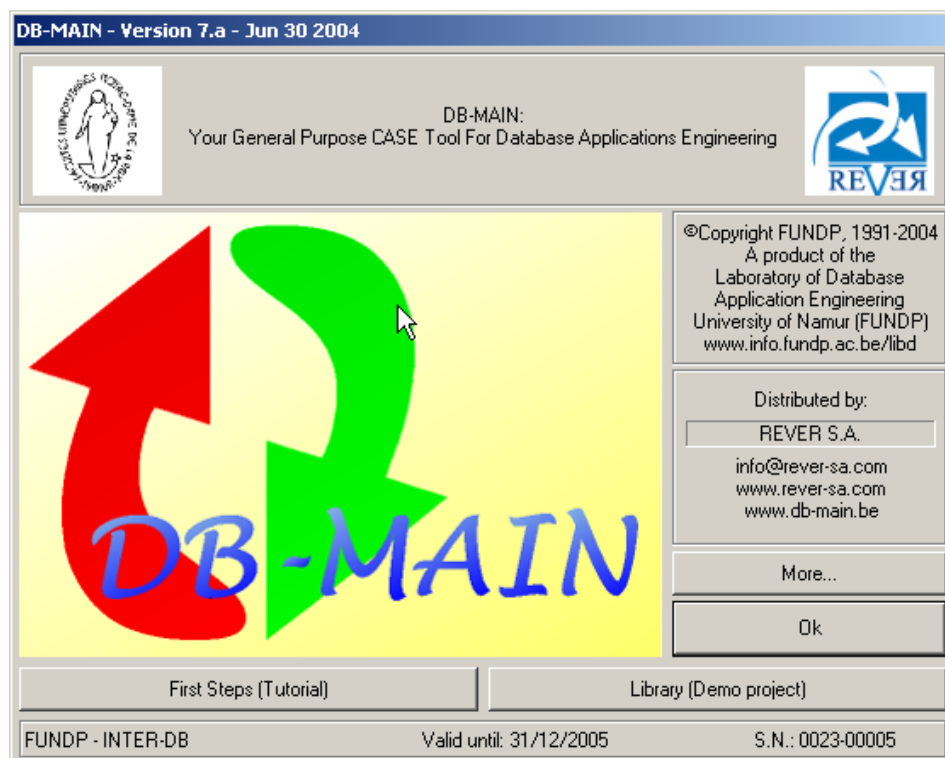 DB-MAIN - Version 7.a - Jun 30 2004
DB-MAIN:
Your General Purpose CASE Tool For Database Applications Engineering
REVER
©Copyright FUNDP, 1991-2004
A product of the
Laboratory of Database
Application Engineering
University of Namur (FUNDP)
www.info.fundp.ac.be/libd
Distributed by:
REVER S.A.
info@rever-sa.com
www.rever-sa.com
www.db-main.be
DB-MAIN
More...
Ok
First Steps (Tutorial)
Library (Demo project)
FUNDP - INTER-DB
Valid until: 31/12/2005
S.N.: 0023-00005